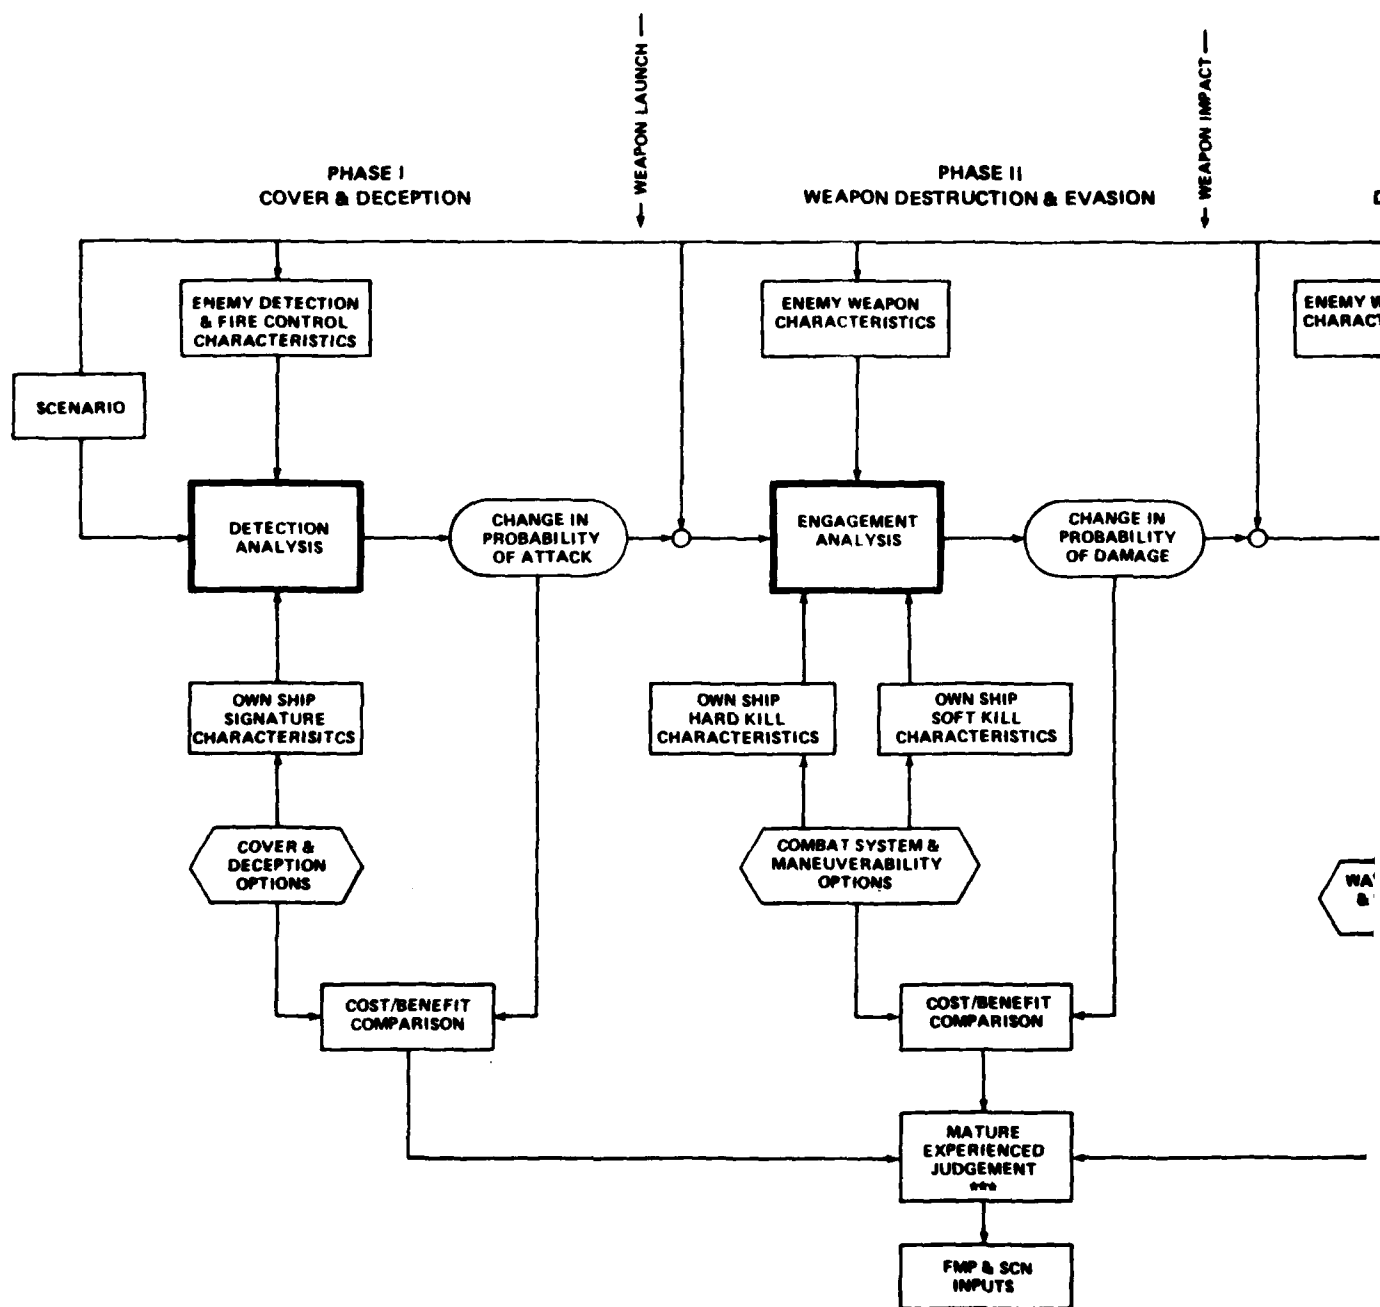 WEAPON LAUNCH
WEAPON IMPACT
PHASE I
COVER & DECEPTION
PHASE II
WEAPON DESTRUCTION & EVASION
ENEMY DETECTION
& FIRE CONTROL
CHARACTERISTICS
ENEMY WEAPON
CHARACTERISTICS
ENEMY
SCENARIO
DETECTION
ANALYSIS
CHANGE IN
PROBABILITY
OF ATTACK
ENGAGEMENT
ANALYSIS
CHANGE IN
PROBABILITY
OF DAMAGE
OWN SHIP
SIGNATURE
CHARACTERISITCS
OWN SHIP
HARD KILL
CHARACTERISTICS
OWN SHIP
SOFT KILL
CHARACTERISTICS
COVER &
DECEPTION
OPTIONS
COMBAT SYSTEM &
MANEUVERABILITY
OPTIONS
&
COST/BENEFIT
COMPARISON
COST/BENEFIT
COMPARISON
MATURE
EXPERIENCED
JUDGEMENT
***
FMP & SCN
INPUTS